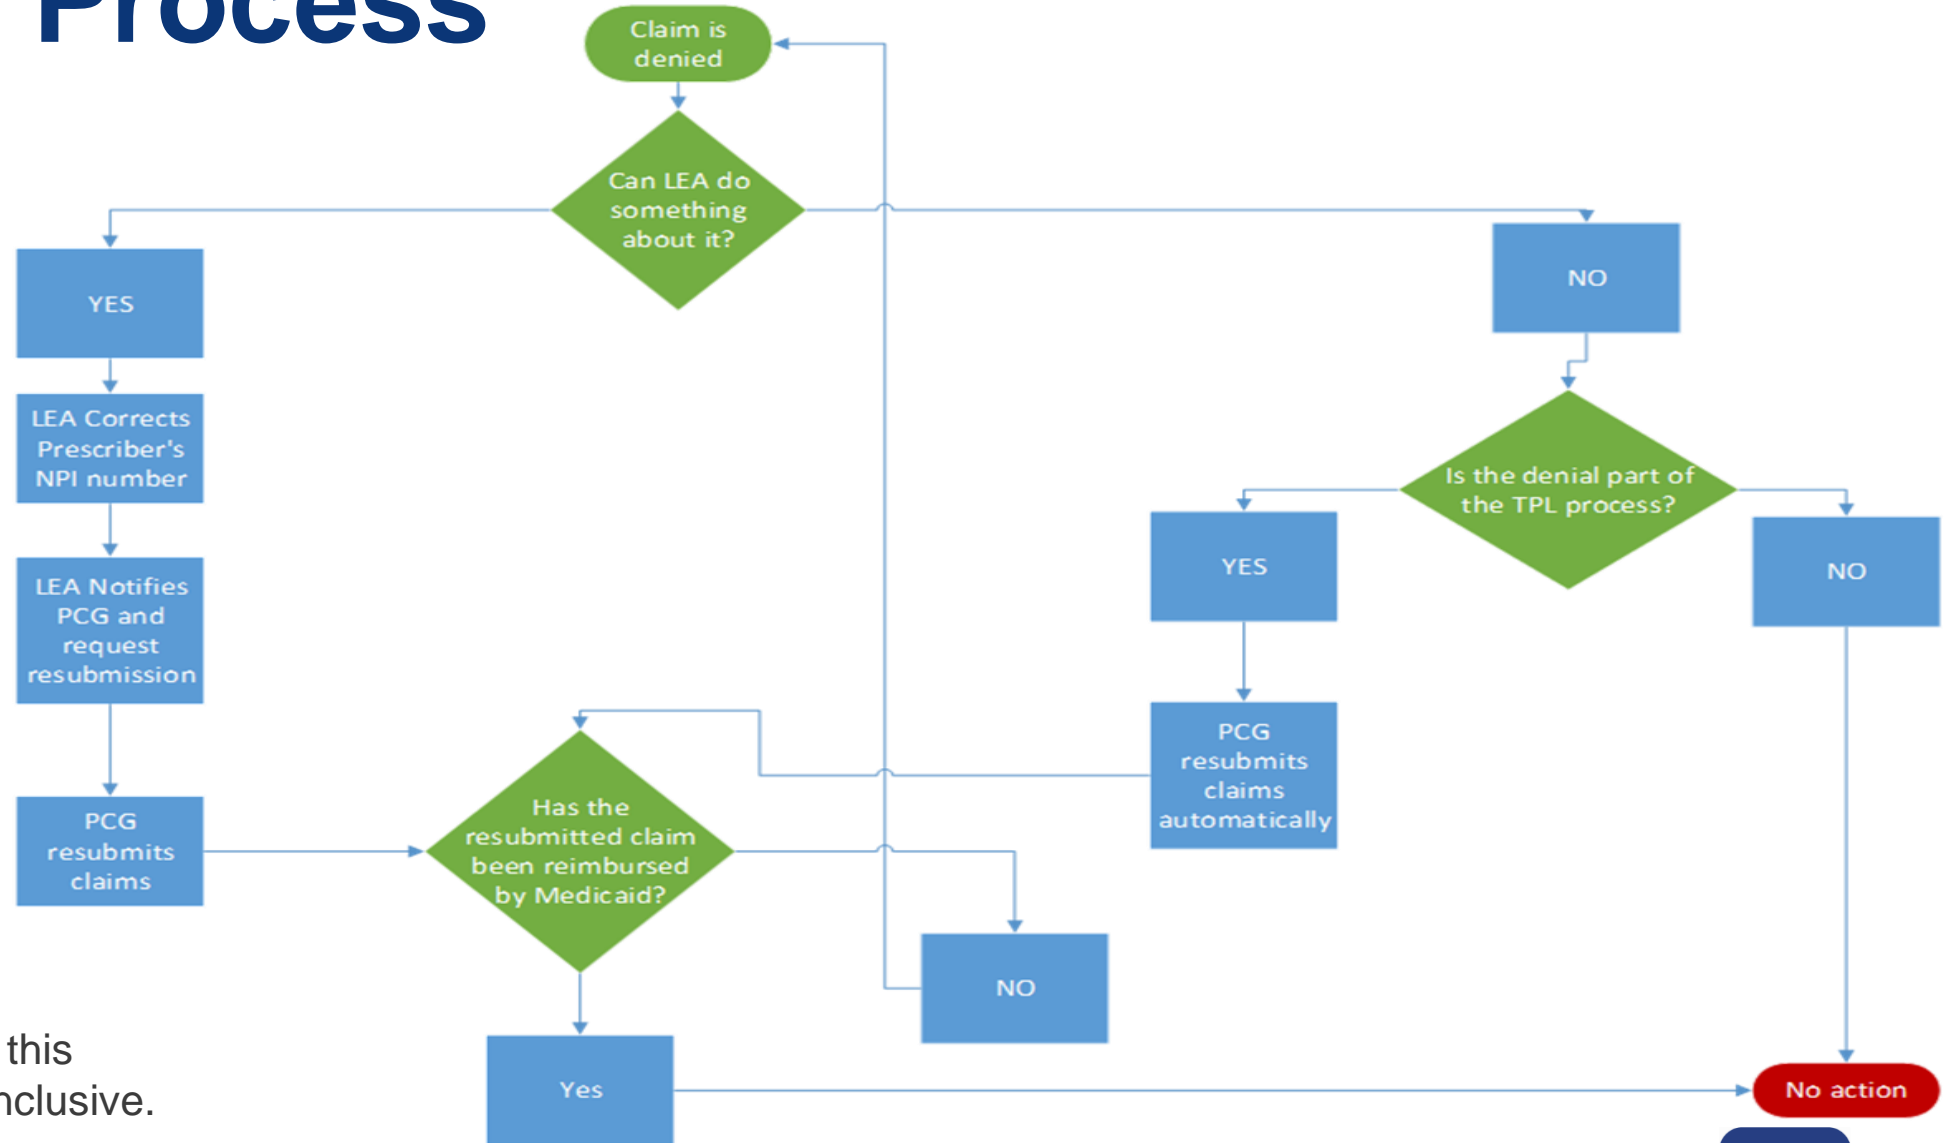 Process
Claim is
denied
Can LEA do
something
about it?
YES
NO
LEA Corrects
Prescriber's
NPI number
Is the denial part of
the TPL process?
YES
NO
LEA Notifies
PCG and
request
resubmission
PCG
resubmits
claims
automatically
PCG
resubmits
claims
Has the
resubmitted claim
been reimbursed
by Medicaid?
NO
Yes
No action
this
nclusive.